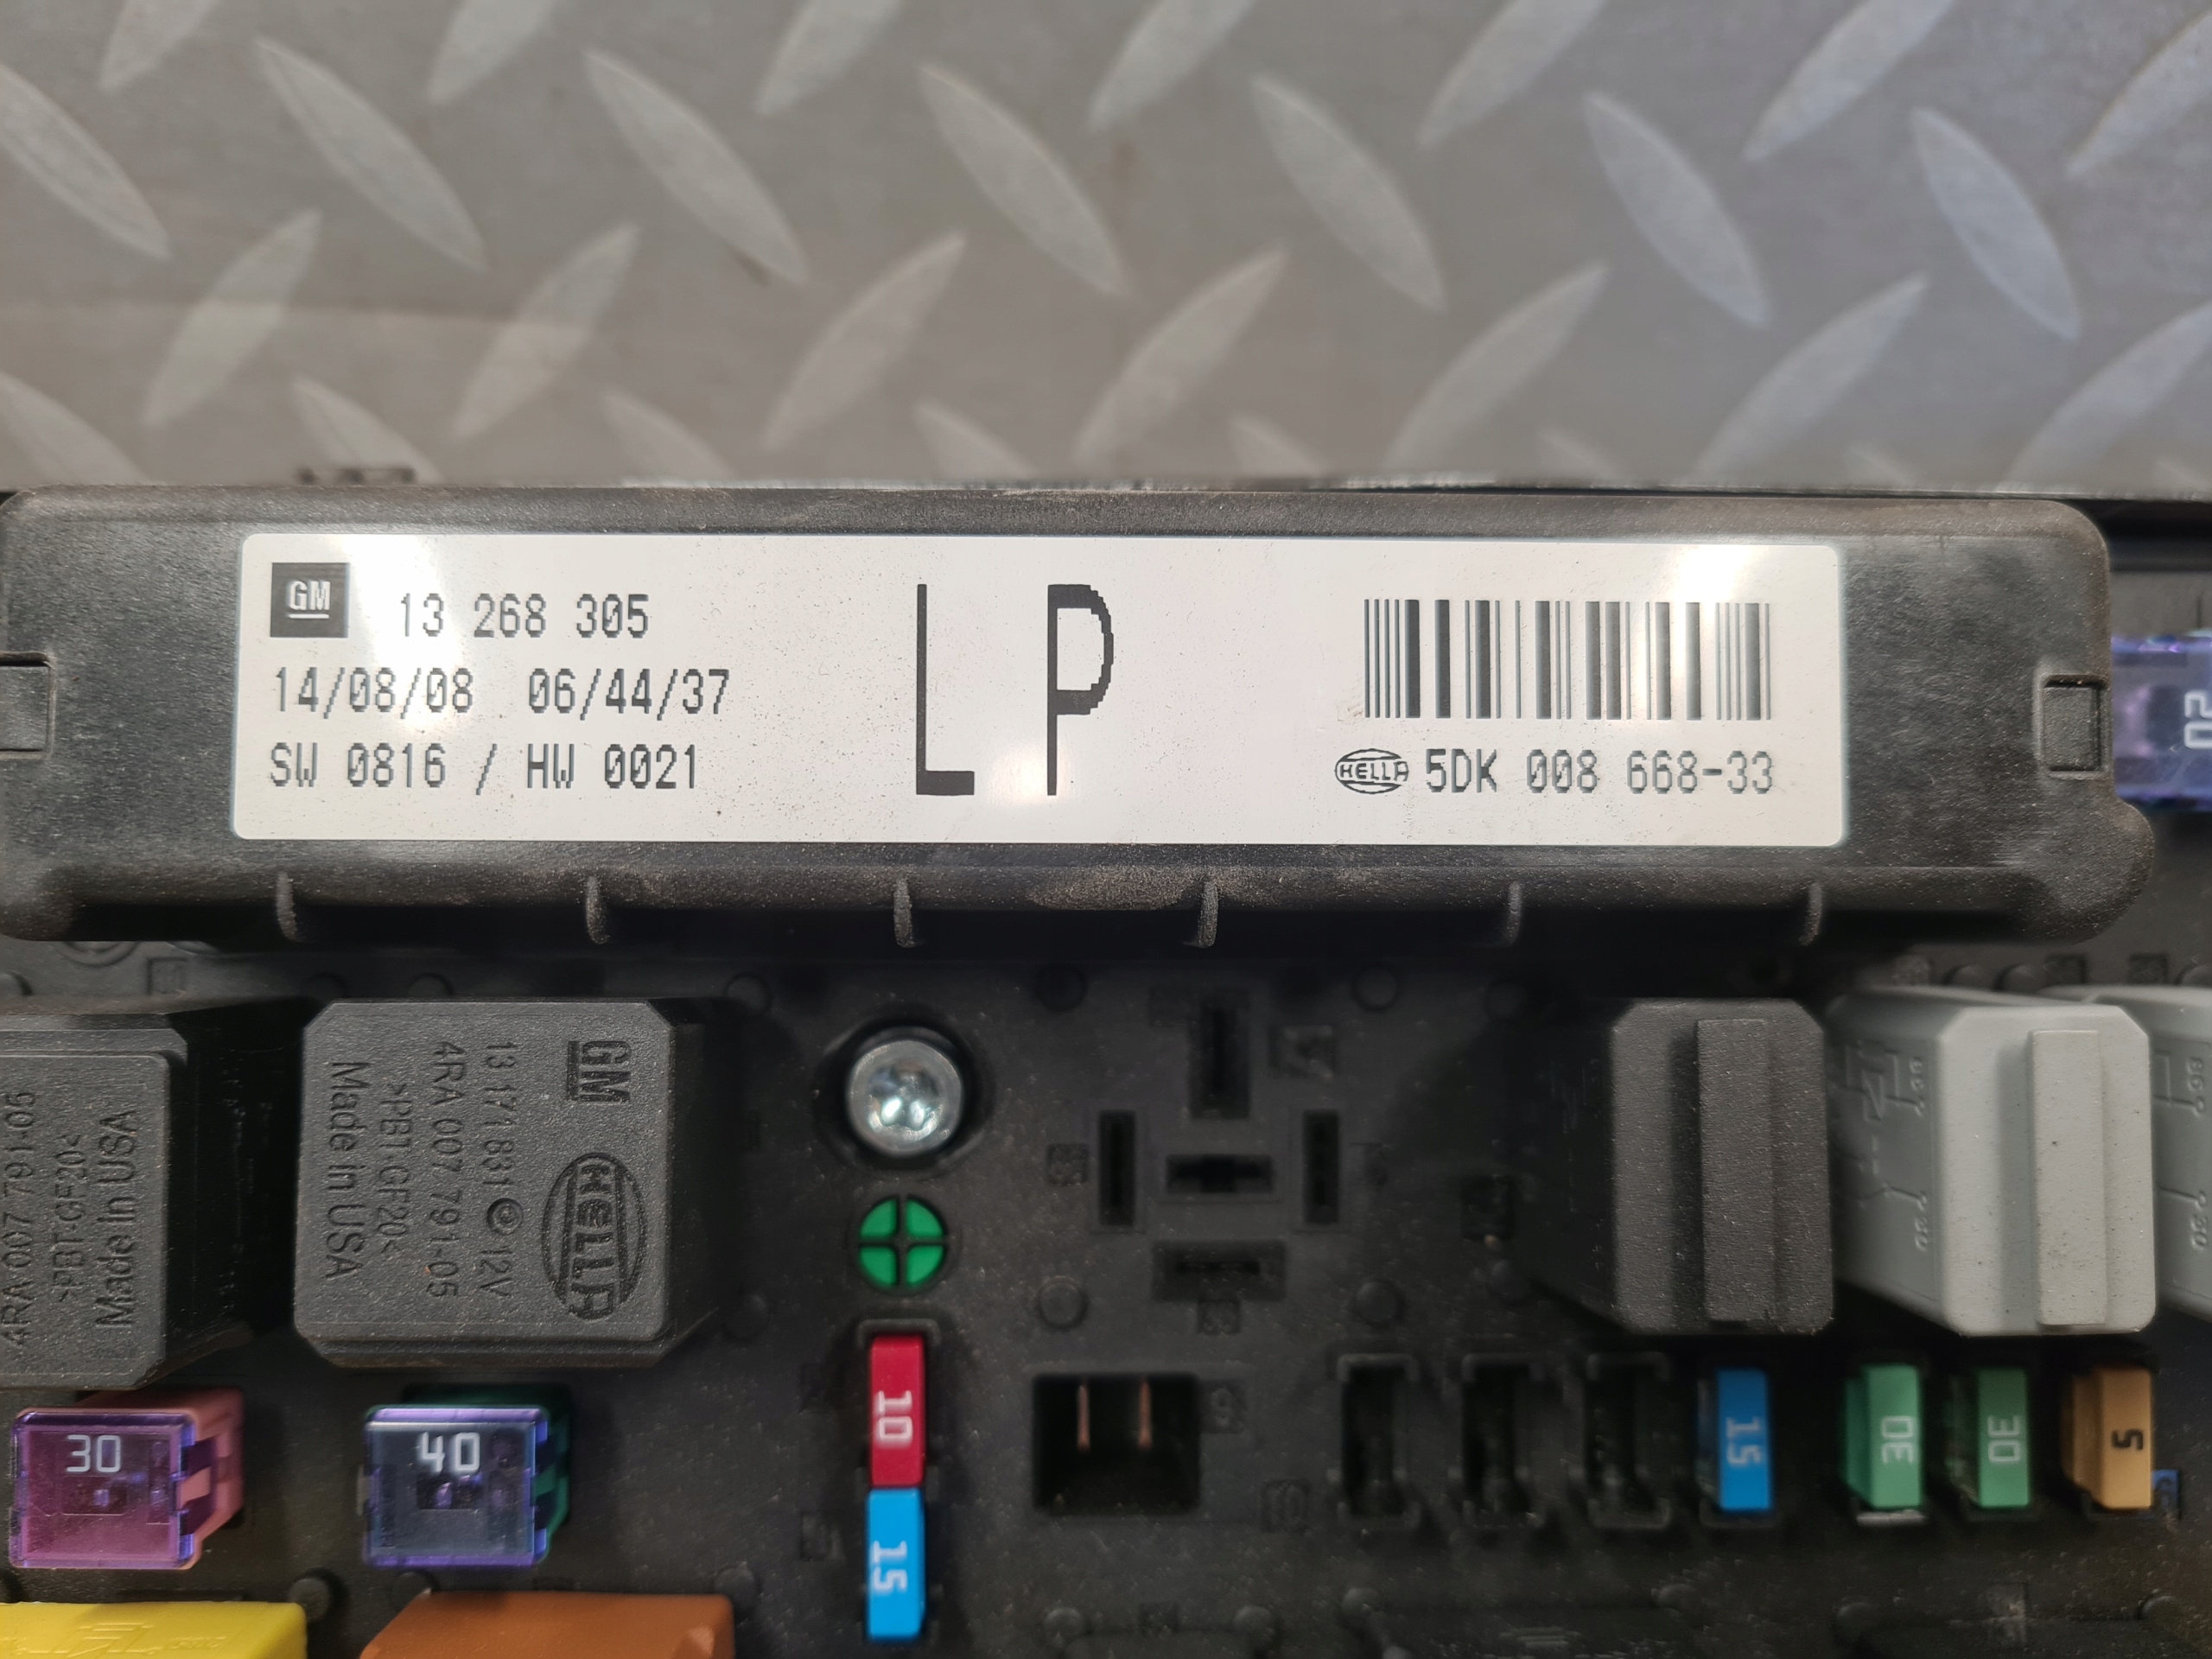 GM 13 268 305
14/08/08 06/44/37
SW 0816 / HW 0021
LP
HELLA 5DK 008 668-33
20
4RA 007 791-05
>PBT-GF20<
Made in USA
GM
13 171 831 12V
4RA 007 791-05
>PBT-GF20<
Made in USA
HELLA
30
40
10
15
15
30
30
5